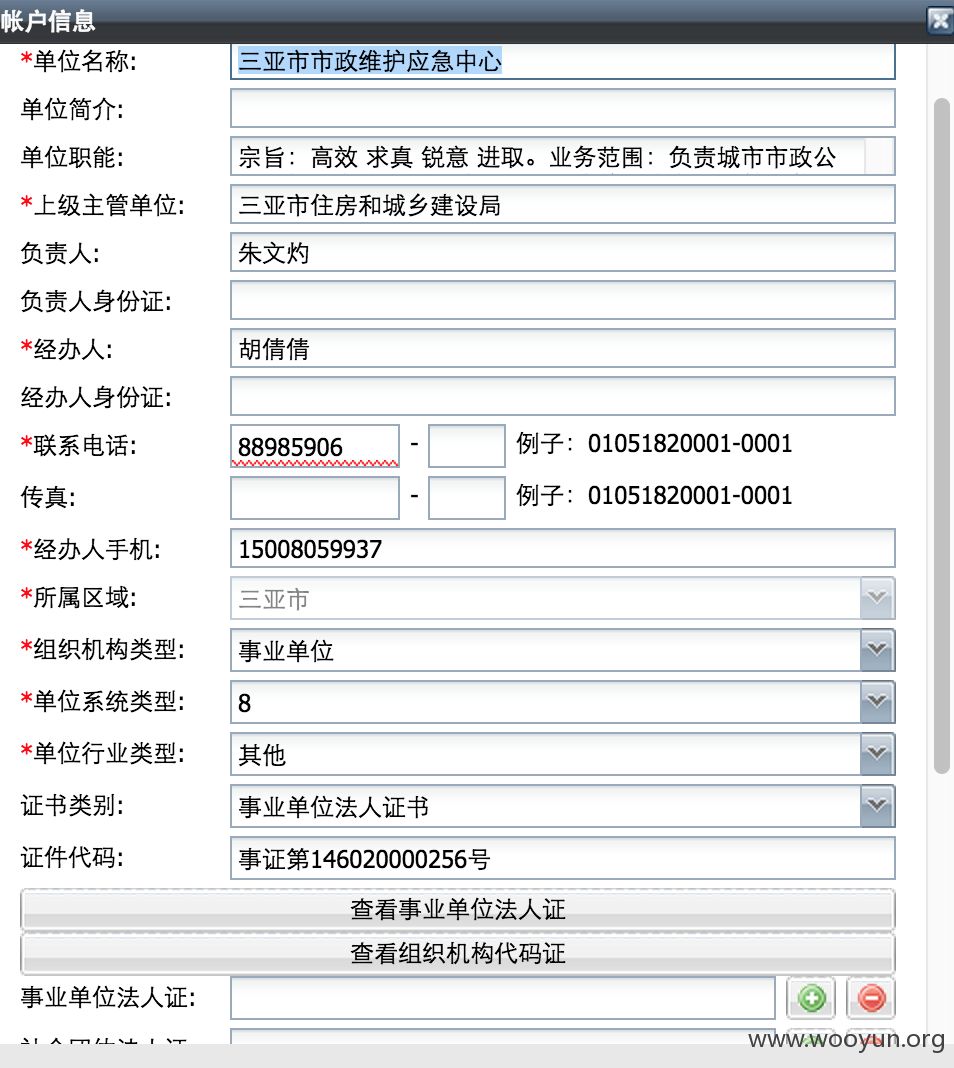 帐户信息
*单位名称: 三亚市市政维护应急中心
单位简介:
单位职能: 宗旨：高效 求真 锐意 进取。业务范围：负责城市市政公
*上级主管单位: 三亚市住房和城乡建设局
负责人: 朱文灼
负责人身份证:
*经办人: 胡倩倩
经办人身份证:
*联系电话: 88985906 - 例子：01051820001-0001
传真: - 例子：01051820001-0001
*经办人手机: 15008059937
*所属区域: 三亚市
*组织机构类型: 事业单位
*单位系统类型: 8
*单位行业类型: 其他
证书类别: 事业单位法人证书
证件代码: 事证第146020000256号
查看事业单位法人证
查看组织机构代码证
事业单位法人证:
www.wooyun.org